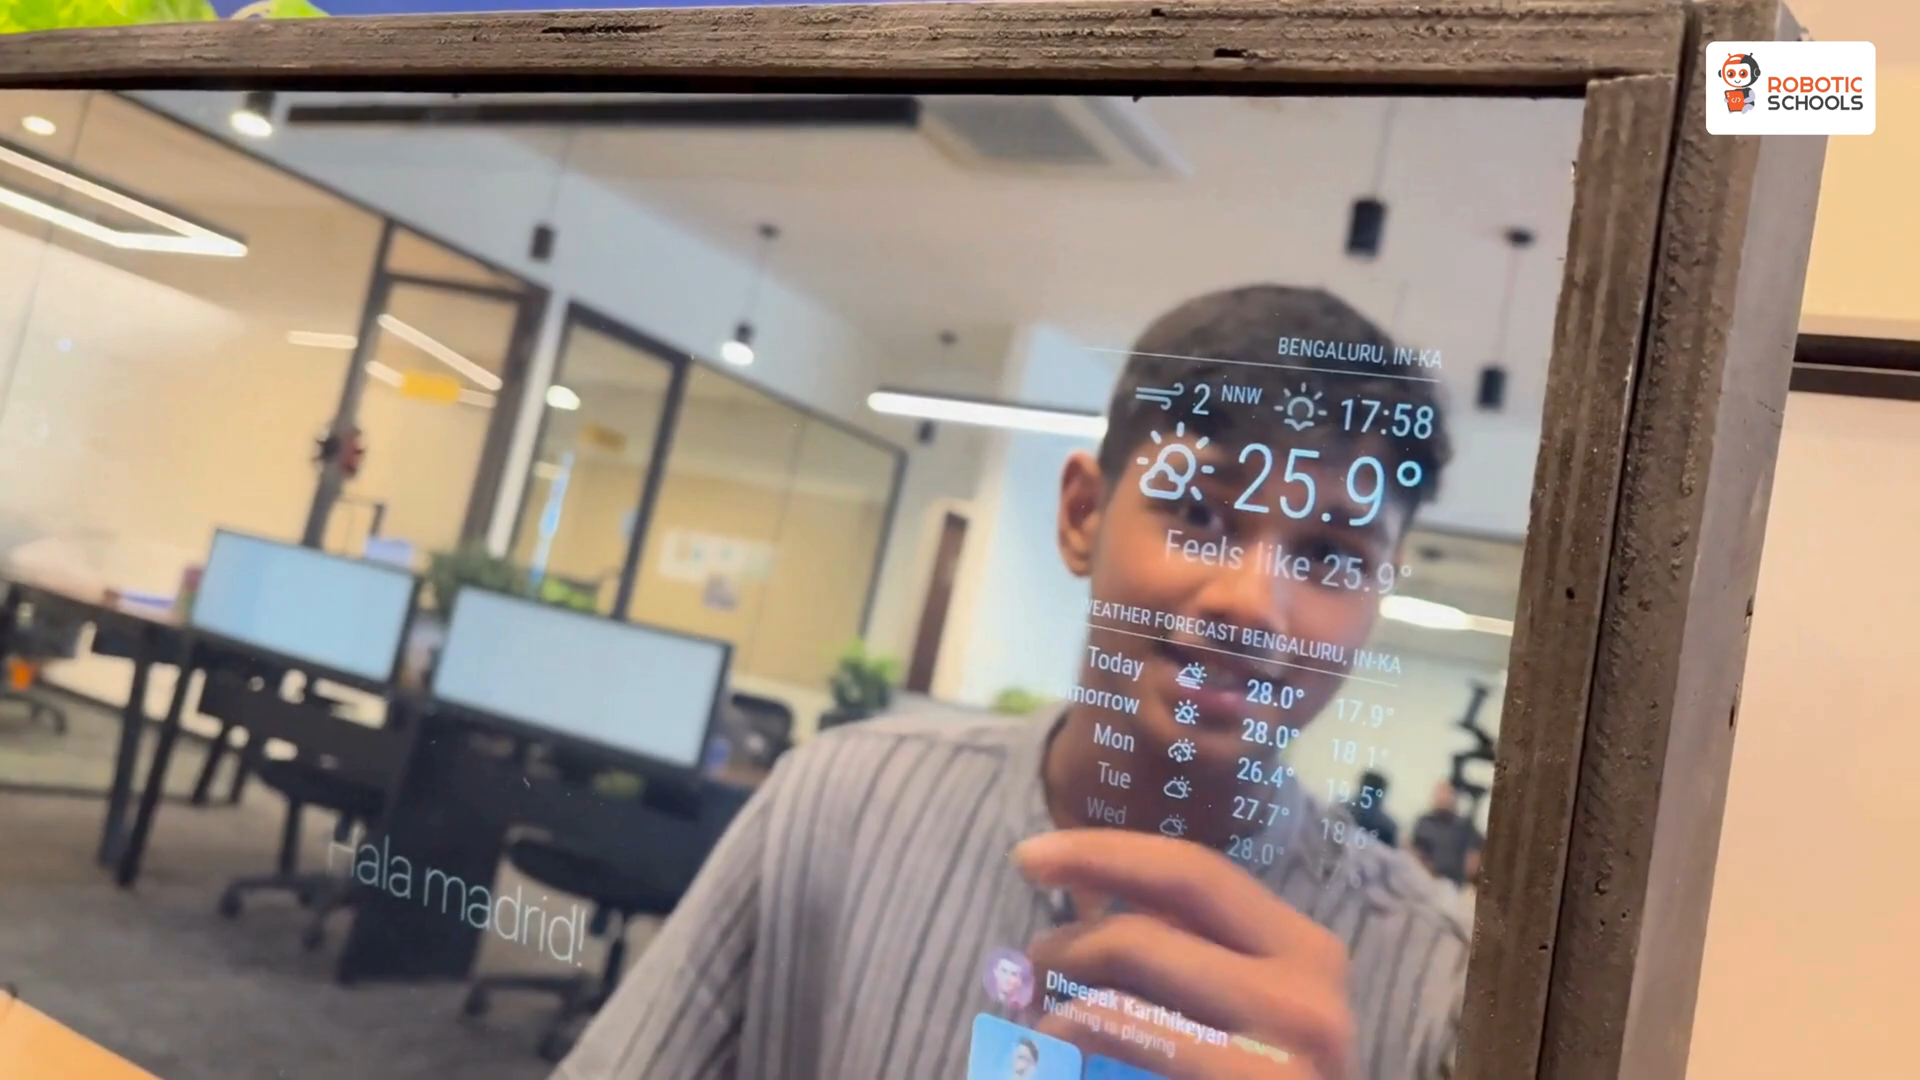 ROBOTIC
SCHOOLS
BENGALURU, IN-KA
2 NNW 17:58
25.9°
Feels like 25.9°
WEATHER FORECAST BENGALURU, IN-KA
Today 28.0° 17.9°
morrow 28.0° 18.1°
Mon 26.4° 19.5°
Tue 27.7° 18.6°
Wed 28.0°
Hala madrid!
Dheepak Karthikeyan
Nothing is playing